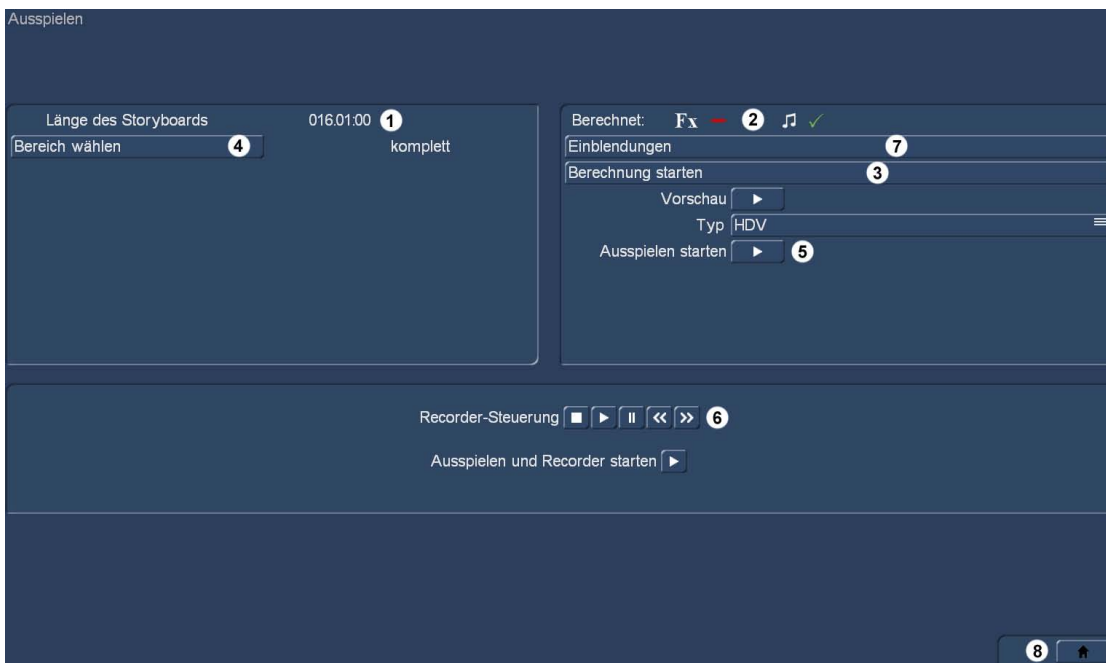 Ausspielen
Länge des Storyboards 016.01:00 1
Bereich wählen 4 komplett
Berechnet: Fx 2
Einblendungen 7
Berechnung starten 3
Vorschau
Typ HDV
Ausspielen starten 5
Recorder-Steuerung 6
Ausspielen und Recorder starten
8